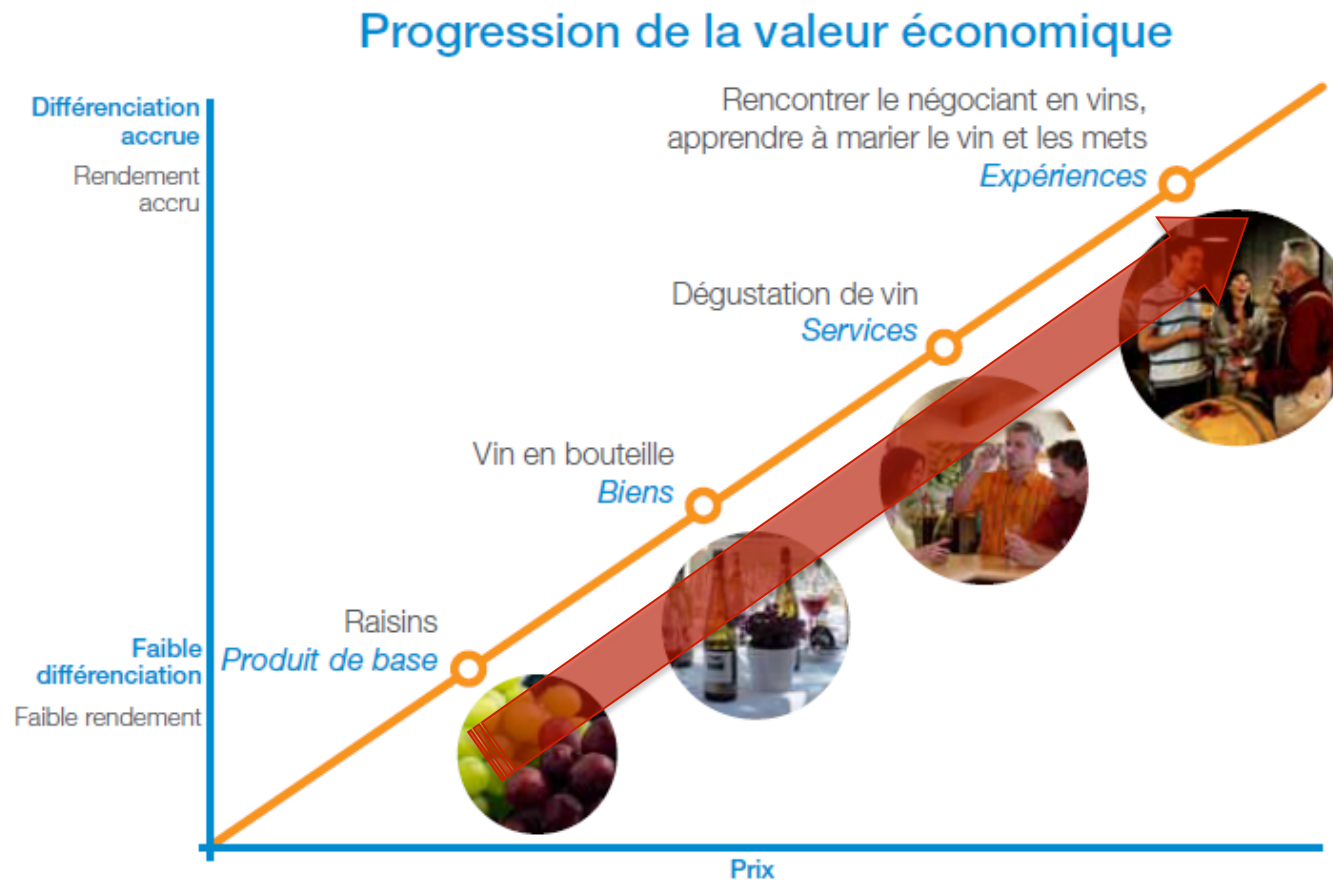 Progression de la valeur économique
Différenciation
accrue
Rendement
accru
Rencontrer le négociant en vins,
apprendre à marier le vin et les mets
Expériences
Dégustation de vin
Services
Vin en bouteille
Biens
Raisins
Produit de base
Faible
différenciation
Faible rendement
Prix